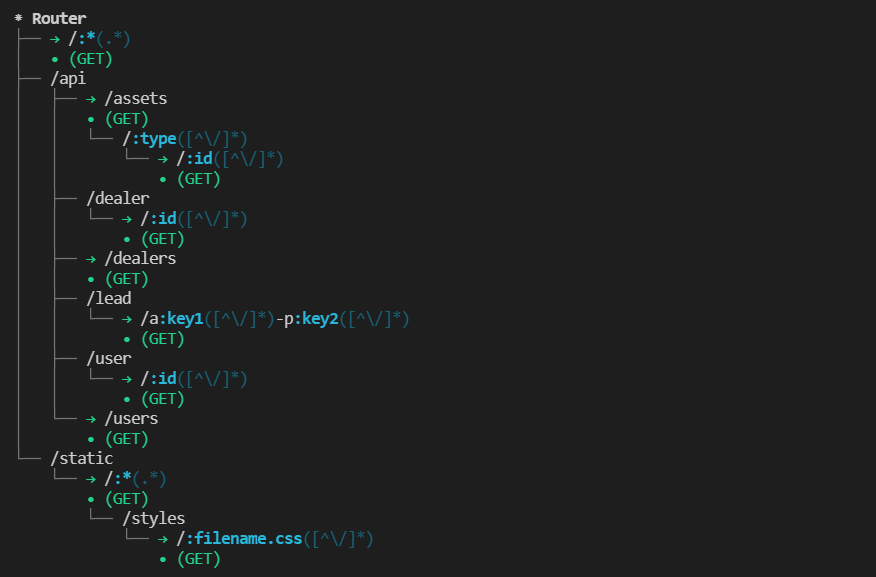 * Router
├── → /:*(.*)
│   • (GET)
├── /api
│   ├── → /assets
│   │   • (GET)
│   │   └── /:type([^\/]*)
│   │       └── → /:id([^\/]*)
│   │           • (GET)
│   ├── /dealer
│   │   └── → /:id([^\/]*)
│   │       • (GET)
│   ├── → /dealers
│   │   • (GET)
│   ├── /lead
│   │   └── → /a:key1([^\/]*)-p:key2([^\/]*)
│   │       • (GET)
│   ├── /user
│   │   └── → /:id([^\/]*)
│   │       • (GET)
│   └── → /users
│       • (GET)
└── /static
    └── → /:*(.*)
        • (GET)
        └── /styles
            └── → /:filename.css([^\/]*)
                • (GET)